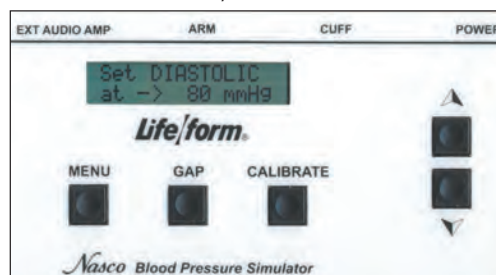 EXT AUDIO AMP ARM CUFF POWER
Set DIASTOLIC
at -> 80 mmHg
Life/form®
MENU GAP CALIBRATE
Nasco Blood Pressure Simulator